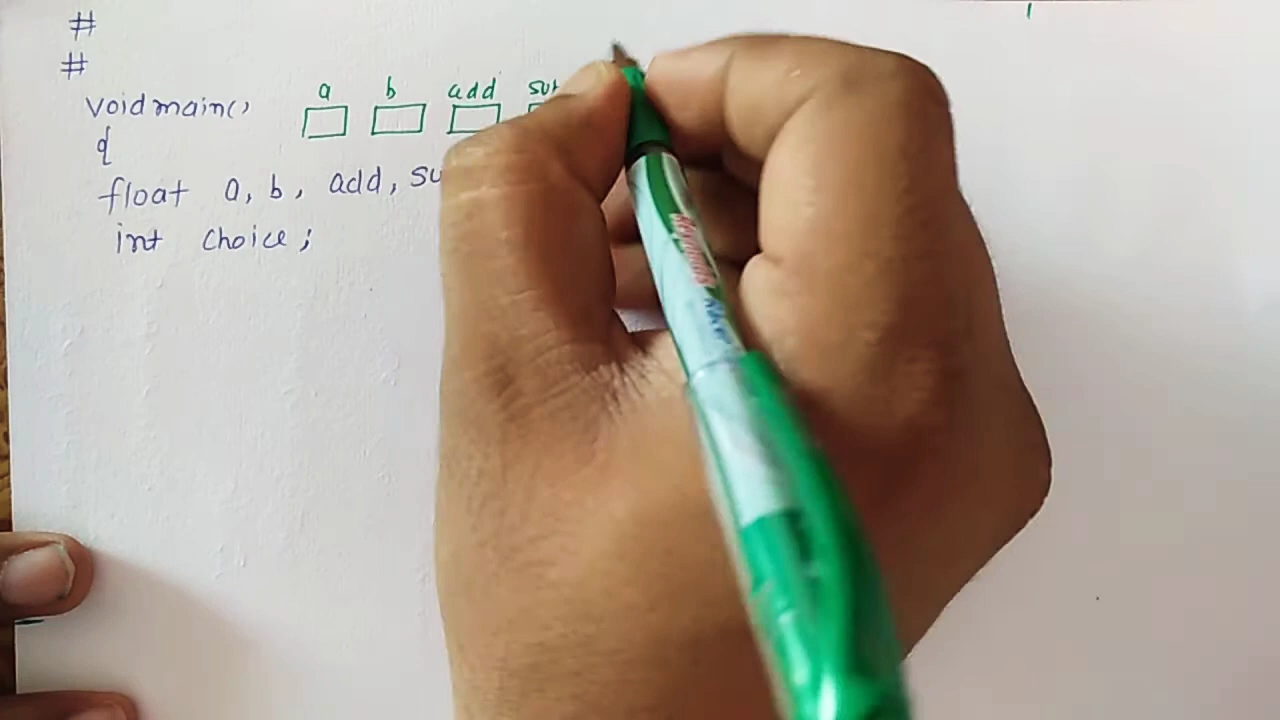 #
#
void main()
a b add
{
float a, b, add,
int choice;